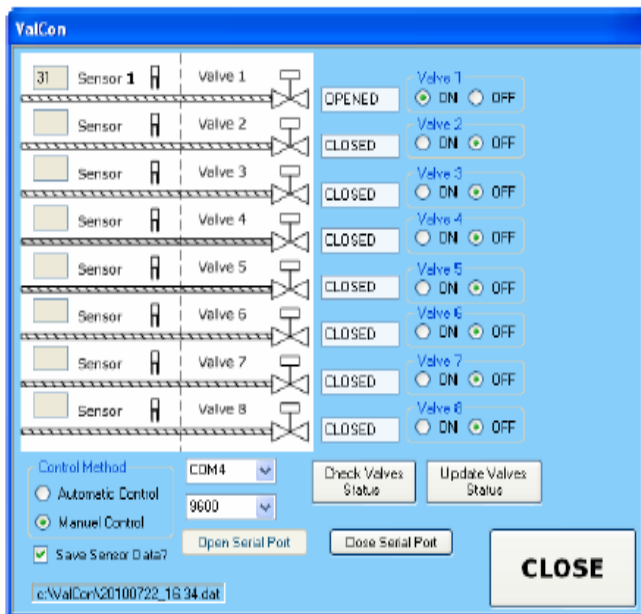 ValCon
31 Sensor 1 Valve 1 OPENED Valve 1 ON OFF
Sensor Valve 2 CLOSED Valve 2 ON OFF
Sensor Valve 3 CLOSED Valve 3 ON OFF
Sensor Valve 4 CLOSED Valve 4 ON OFF
Sensor Valve 5 CLOSED Valve 5 ON OFF
Sensor Valve 6 CLOSED Valve 6 ON OFF
Sensor Valve 7 CLOSED Valve 7 ON OFF
Sensor Valve 8 CLOSED Valve 8 ON OFF
Control Method
Automatic Control
Manuel Control
Save Sensor Data?
c:\ValCon\20100722_16 34.dat
COM4
9600
Open Serial Port
Close Serial Port
Check Valves
Status
Update Valves
Status
CLOSE